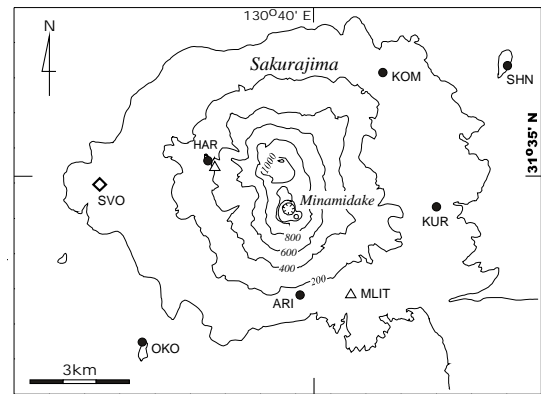 130°40' E
N
Sakurajima
KOM
SHN
HAR
1000
31°35' N
SVO
Minamidake
KUR
800
600
400
200
ARI
MLIT
OKO
3km